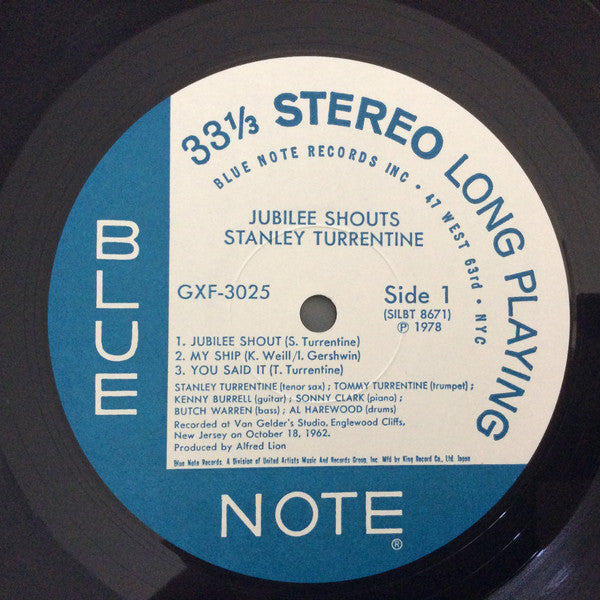 33⅓ STEREO LONG PLAYING
BLUE NOTE RECORDS INC • 47 WEST 63rd • NYC
JUBILEE SHOUTS
STANLEY TURRENTINE
GXF-3025
Side 1
(SILBT 8671)
Ⓟ 1978
1. JUBILEE SHOUT (S. Turrentine)
2. MY SHIP (K. Weill/I. Gershwin)
3. YOU SAID IT (T. Turrentine)
STANLEY TURRENTINE (tenor sax) ; TOMMY TURRENTINE (trumpet) ;
KENNY BURRELL (guitar) ; SONNY CLARK (piano) ;
BUTCH WARREN (bass) ; AL HAREWOOD (drums)
Recorded at Van Gelder's Studio, Englewood Cliffs,
New Jersey on October 18, 1962.
Produced by Alfred Lion
Blue Note Records. A Division of United Artists Music And Records Group, Inc. Mfd by King Record Co., Ltd. Japan
BLUE
NOTE®